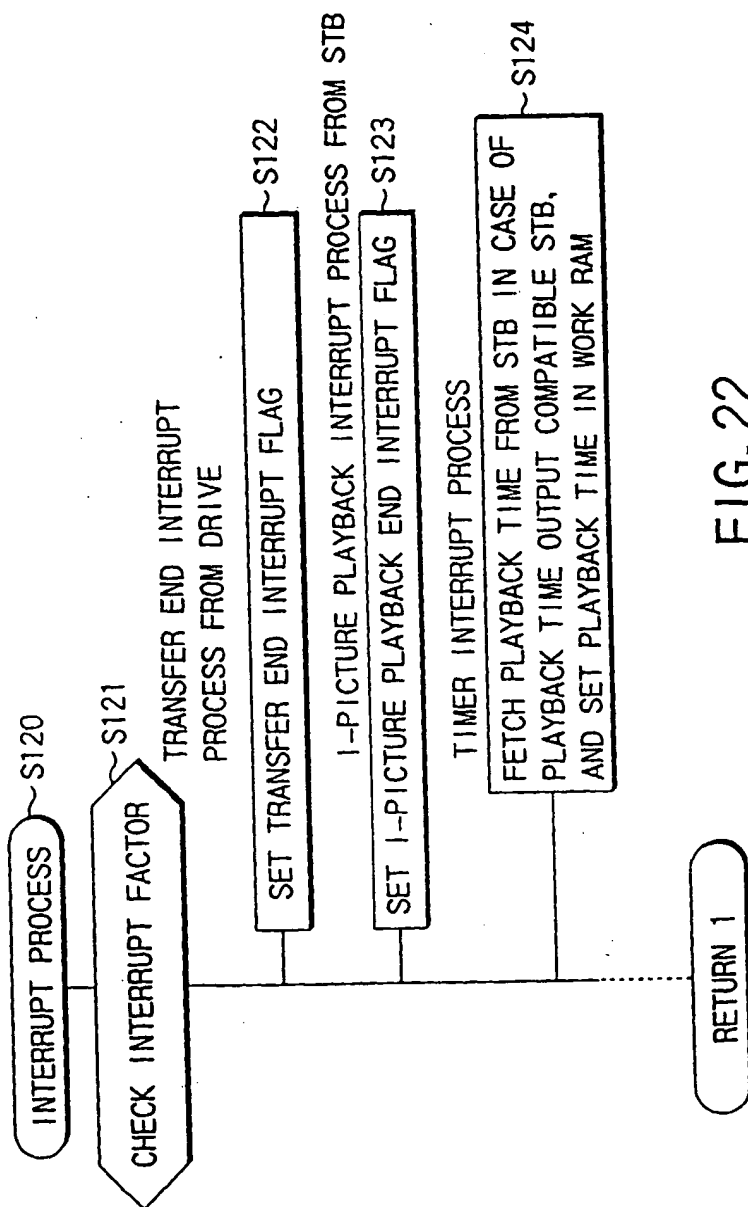 INTERRUPT PROCESS
S120
CHECK INTERRUPT FACTOR
S121
TRANSFER END INTERRUPT
PROCESS FROM DRIVE
SET TRANSFER END INTERRUPT FLAG
S122
I-PICTURE PLAYBACK INTERRUPT PROCESS FROM STB
SET I-PICTURE PLAYBACK END INTERRUPT FLAG
S123
TIMER INTERRUPT PROCESS
FETCH PLAYBACK TIME FROM STB IN CASE OF
PLAYBACK TIME OUTPUT COMPATIBLE STB,
AND SET PLAYBACK TIME IN WORK RAM
S124
RETURN 1
FIG. 22